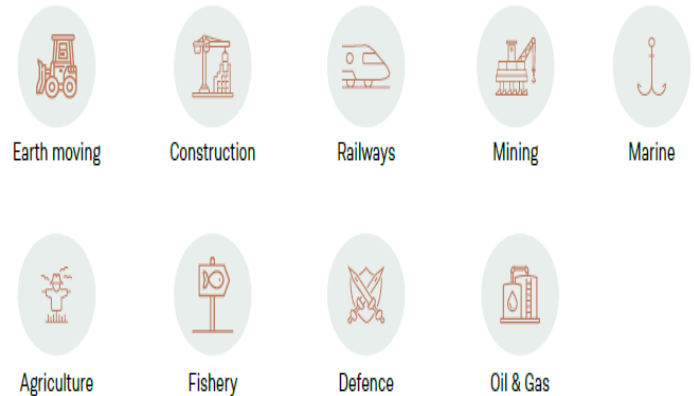 Earth moving
Construction
Railways
Mining
Marine
Agriculture
Fishery
Defence
Oil & Gas